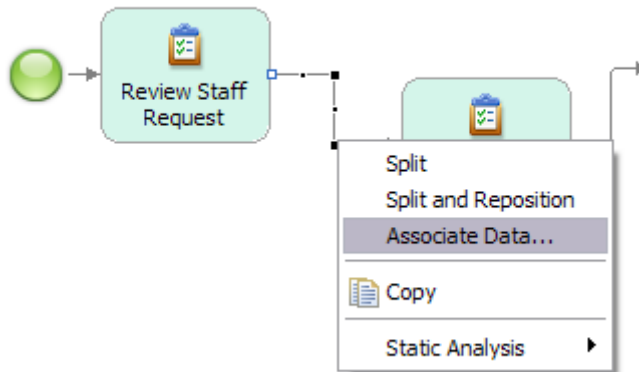 Review Staff
Request
Split
Split and Reposition
Associate Data...
Copy
Static Analysis